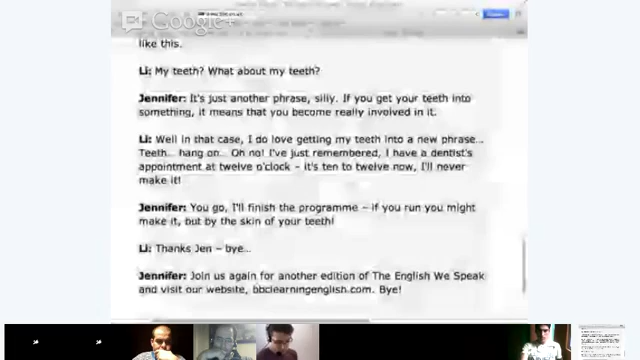 Google+
like this.
Li: My teeth? What about my teeth?
Jennifer: It's just another phrase, silly. If you get your teeth into
something, it means that you become really involved in it.
Li: Well in that case, I do love getting my teeth into a new phrase...
Teeth... hang on... Oh no! I've just remembered, I have a dentist's
appointment at twelve o'clock – it's ten to twelve now, I'll never
make it!
Jennifer: You go, I'll finish the programme – if you run you might
make it, but by the skin of your teeth!
Li: Thanks Jen – bye...
Jennifer: Join us again for another edition of The English We Speak
and visit our website, bbclearningenglish.com. Bye!